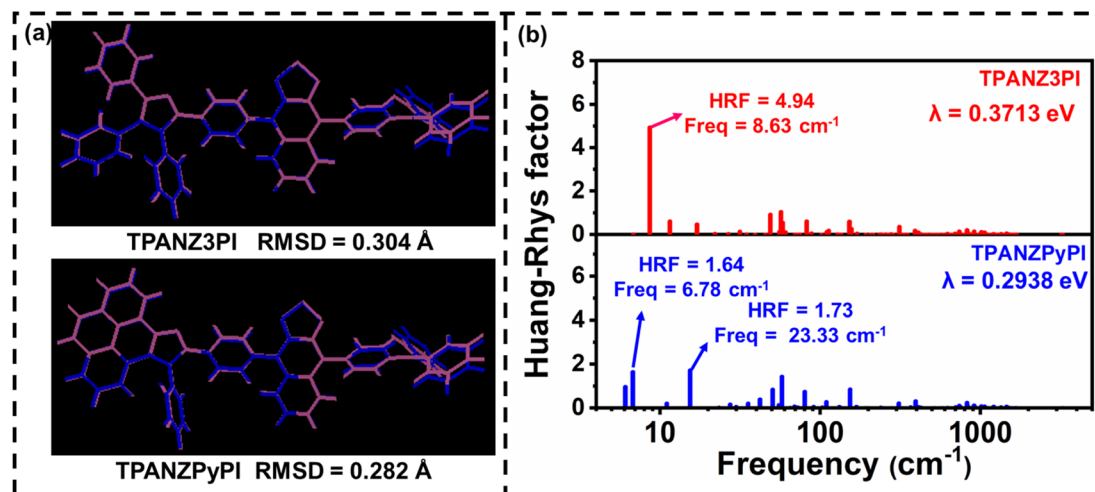 (a)
TPANZ3PI RMSD = 0.304 Å
TPANZPyPI RMSD = 0.282 Å
(b)
Huang-Rhys factor
8
6
4
2
0
TPANZ3PI
λ = 0.3713 eV
HRF = 4.94
Freq = 8.63 cm-1
6
4
2
0
TPANZPyPI
λ = 0.2938 eV
HRF = 1.64
Freq = 6.78 cm-1
HRF = 1.73
Freq = 23.33 cm-1
10 100 1000
Frequency (cm-1)